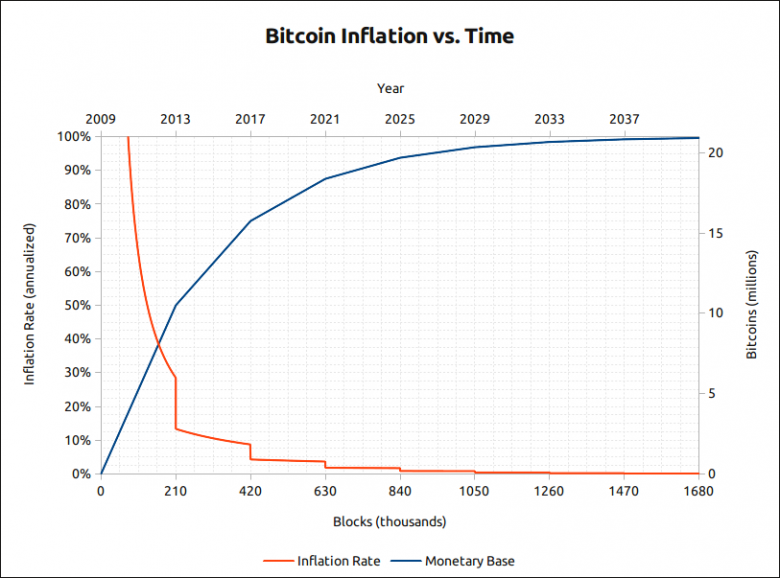 Bitcoin Inflation vs. Time
Year
2009 2013 2017 2021 2025 2029 2033 2037
100%
90%
80%
70%
60%
50%
40%
30%
20%
10%
0%
Inflation Rate (annualized)
20
15
10
5
0
Bitcoins (millions)
0 210 420 630 840 1050 1260 1470 1680
Blocks (thousands)
Inflation Rate Monetary Base